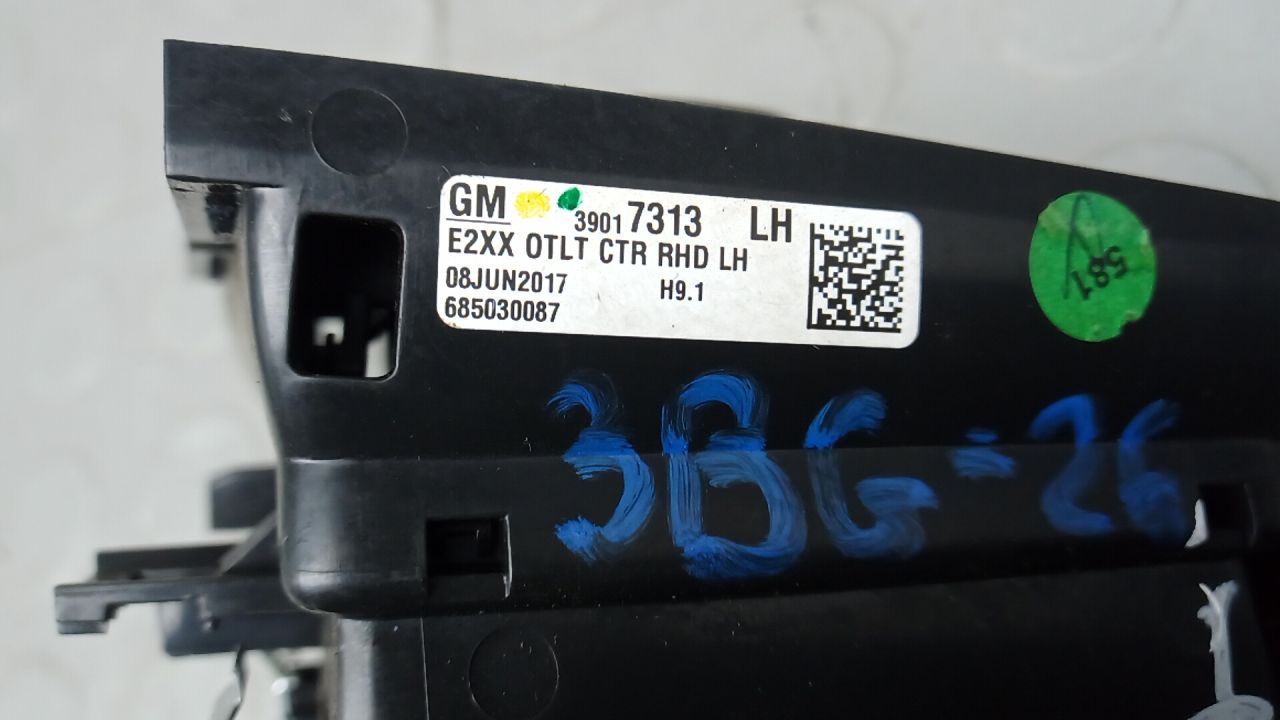 GM 39017313 LH
E2XX OTLT CTR RHD LH
08JUN2017 H9.1
685030087
581
3BG-26